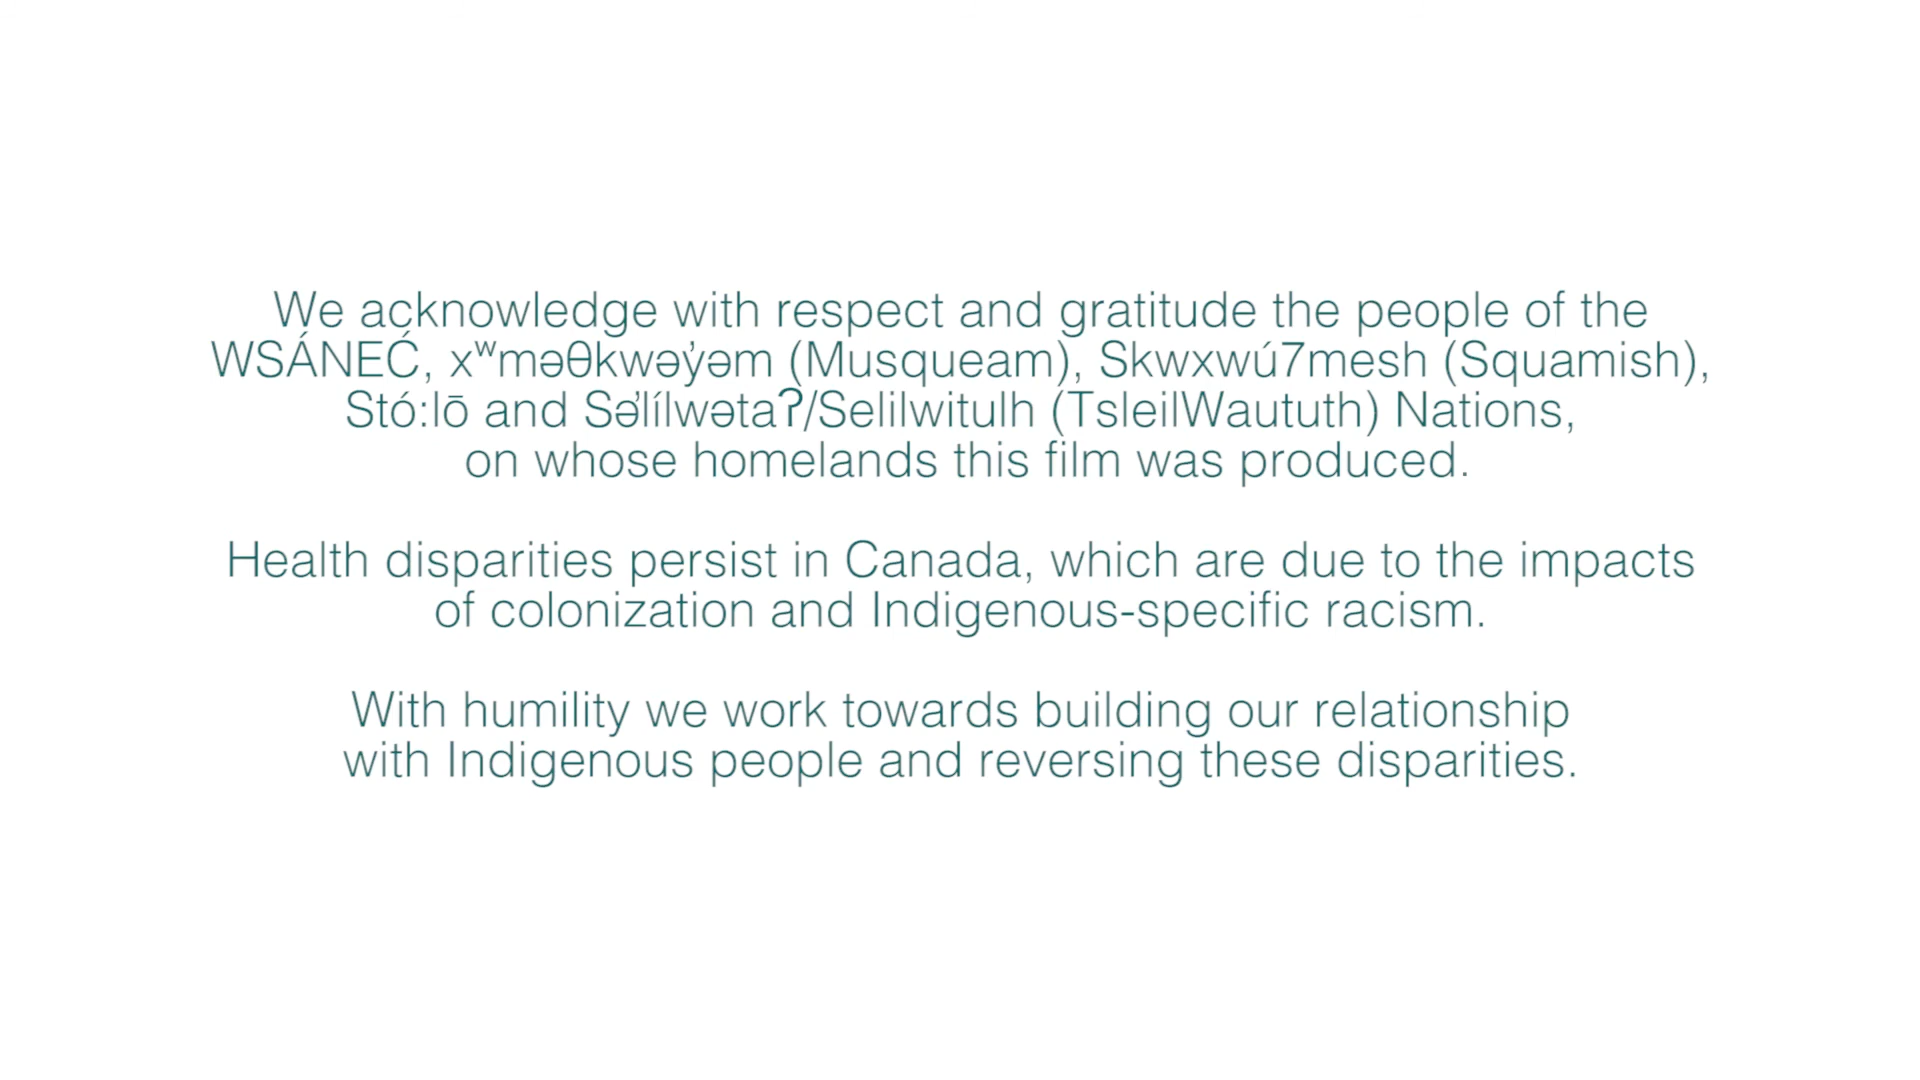 We acknowledge with respect and gratitude the people of the
WSÁNEĆ, xʷməθkwəy̓əm (Musqueam), Skwxwú7mesh (Squamish),
Stó:lō and Sə̓lílwətaʔ/Selilwitulh (TsleilWaututh) Nations,
on whose homelands this film was produced.
Health disparities persist in Canada, which are due to the impacts
of colonization and Indigenous-specific racism.
With humility we work towards building our relationship
with Indigenous people and reversing these disparities.